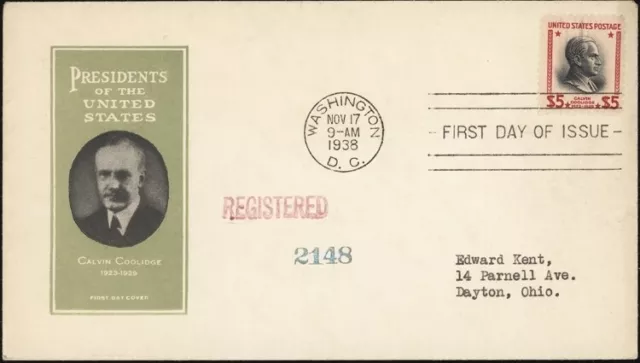 PRESIDENTS
OF THE
UNITED
STATES
CALVIN COOLIDGE
1923-1929
FIRST DAY COVER
WASHINGTON
NOV 17
9-AM
1938
D. C.
UNITED STATES POSTAGE
$5 $5
CALVIN
COOLIDGE
FIRST DAY OF ISSUE
REGISTERED
2148
Edward Kent,
14 Parnell Ave.
Dayton, Ohio.